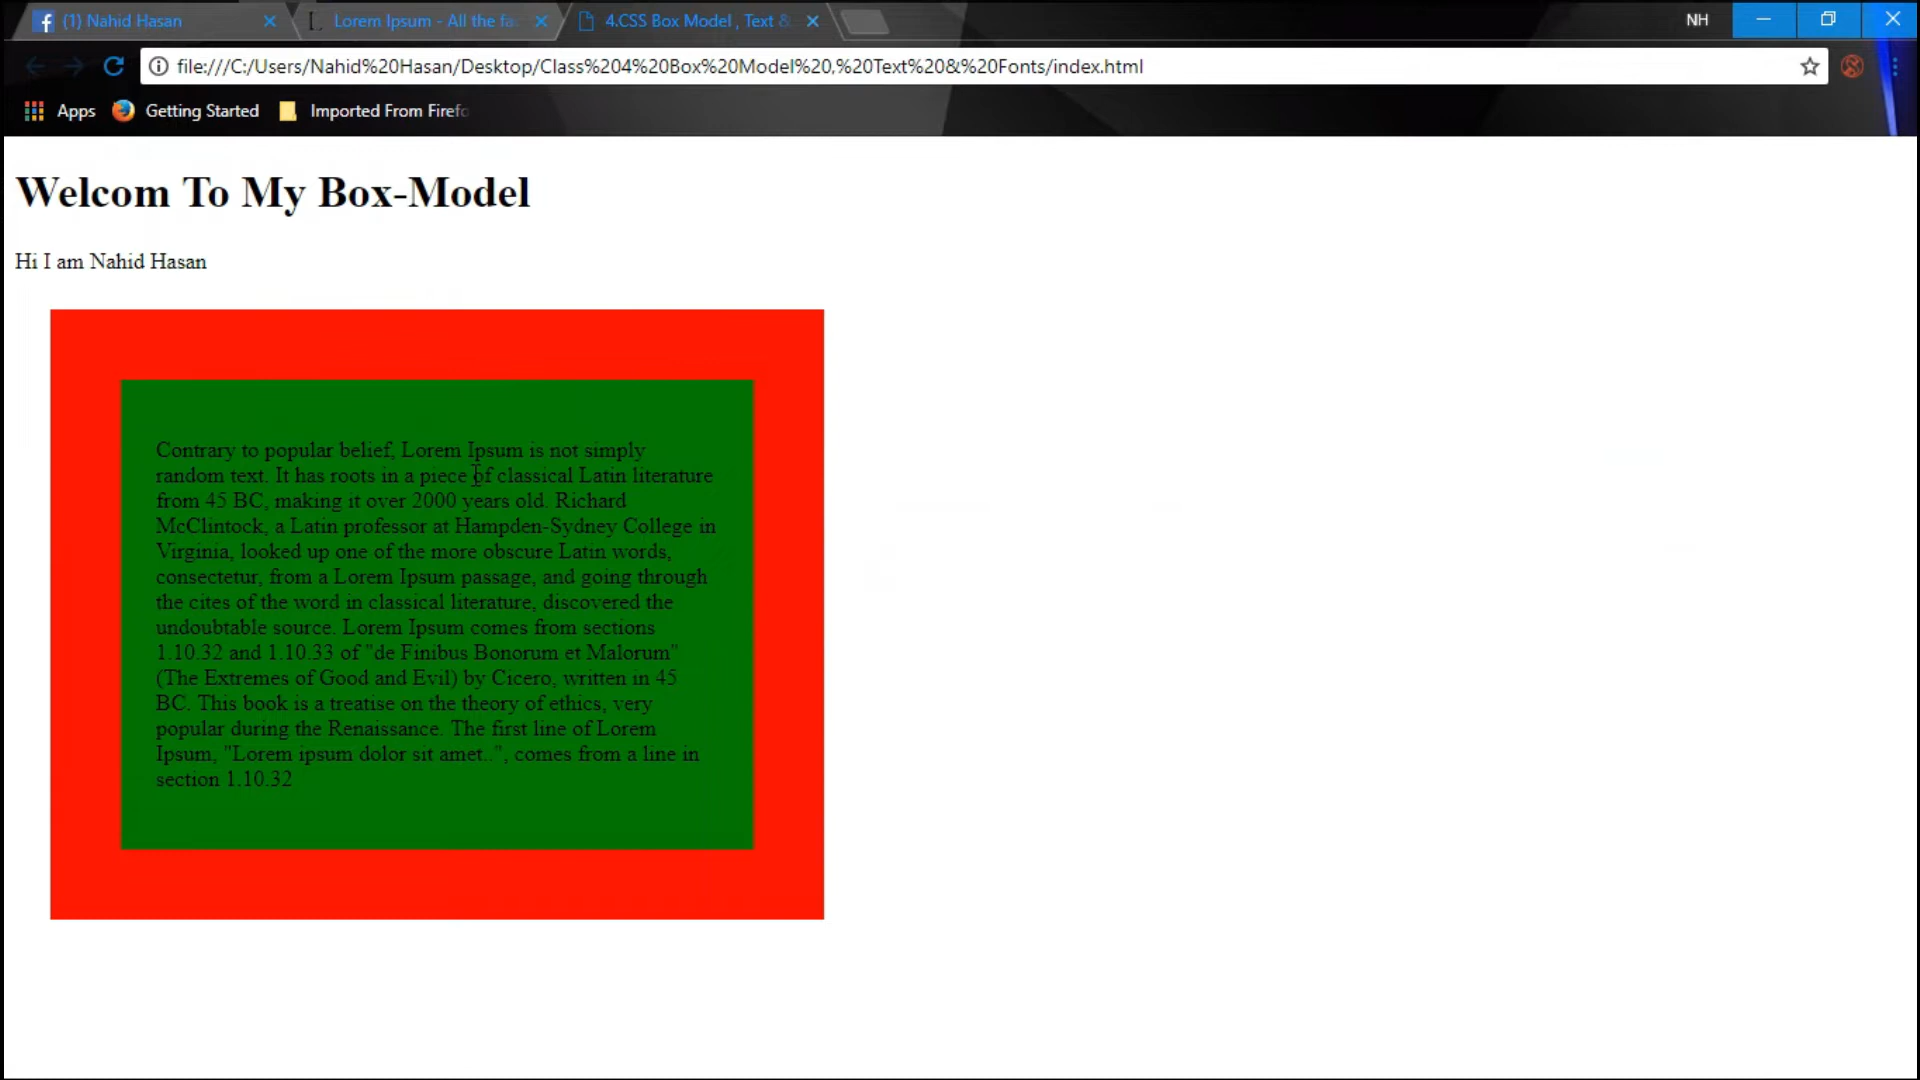 (1) Nahid Hasan
Lorem Ipsum - All the fac
4.CSS Box Model , Text &
NH
file:///C:/Users/Nahid%20Hasan/Desktop/Class%204%20Box%20Model%20,%20Text%20&%20Fonts/index.html
Apps
Getting Started
Imported From Firefo
Welcom To My Box-Model
Hi I am Nahid Hasan
Contrary to popular belief, Lorem Ipsum is not simply
random text. It has roots in a piece of classical Latin literature
from 45 BC, making it over 2000 years old. Richard
McClintock, a Latin professor at Hampden-Sydney College in
Virginia, looked up one of the more obscure Latin words,
consectetur, from a Lorem Ipsum passage, and going through
the cites of the word in classical literature, discovered the
undoubtable source. Lorem Ipsum comes from sections
1.10.32 and 1.10.33 of "de Finibus Bonorum et Malorum"
(The Extremes of Good and Evil) by Cicero, written in 45
BC. This book is a treatise on the theory of ethics, very
popular during the Renaissance. The first line of Lorem
Ipsum, "Lorem ipsum dolor sit amet..", comes from a line in
section 1.10.32